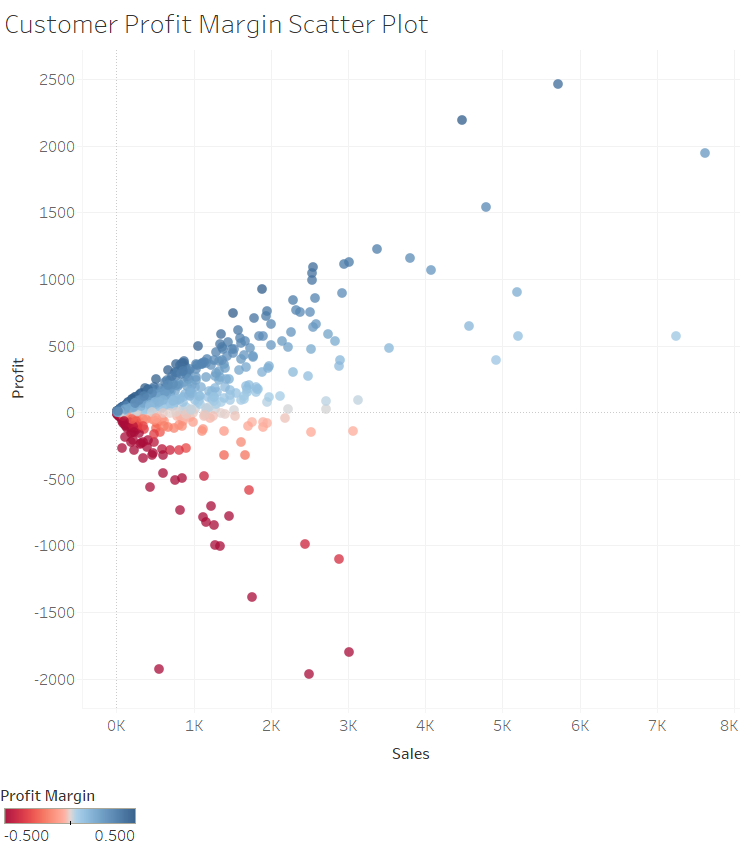 Customer Profit Margin Scatter Plot
2500
2000
1500
1000
500
0
-500
-1000
-1500
-2000
Profit
0K 1K 2K 3K 4K 5K 6K 7K 8K
Sales
Profit Margin
-0.500 0.500